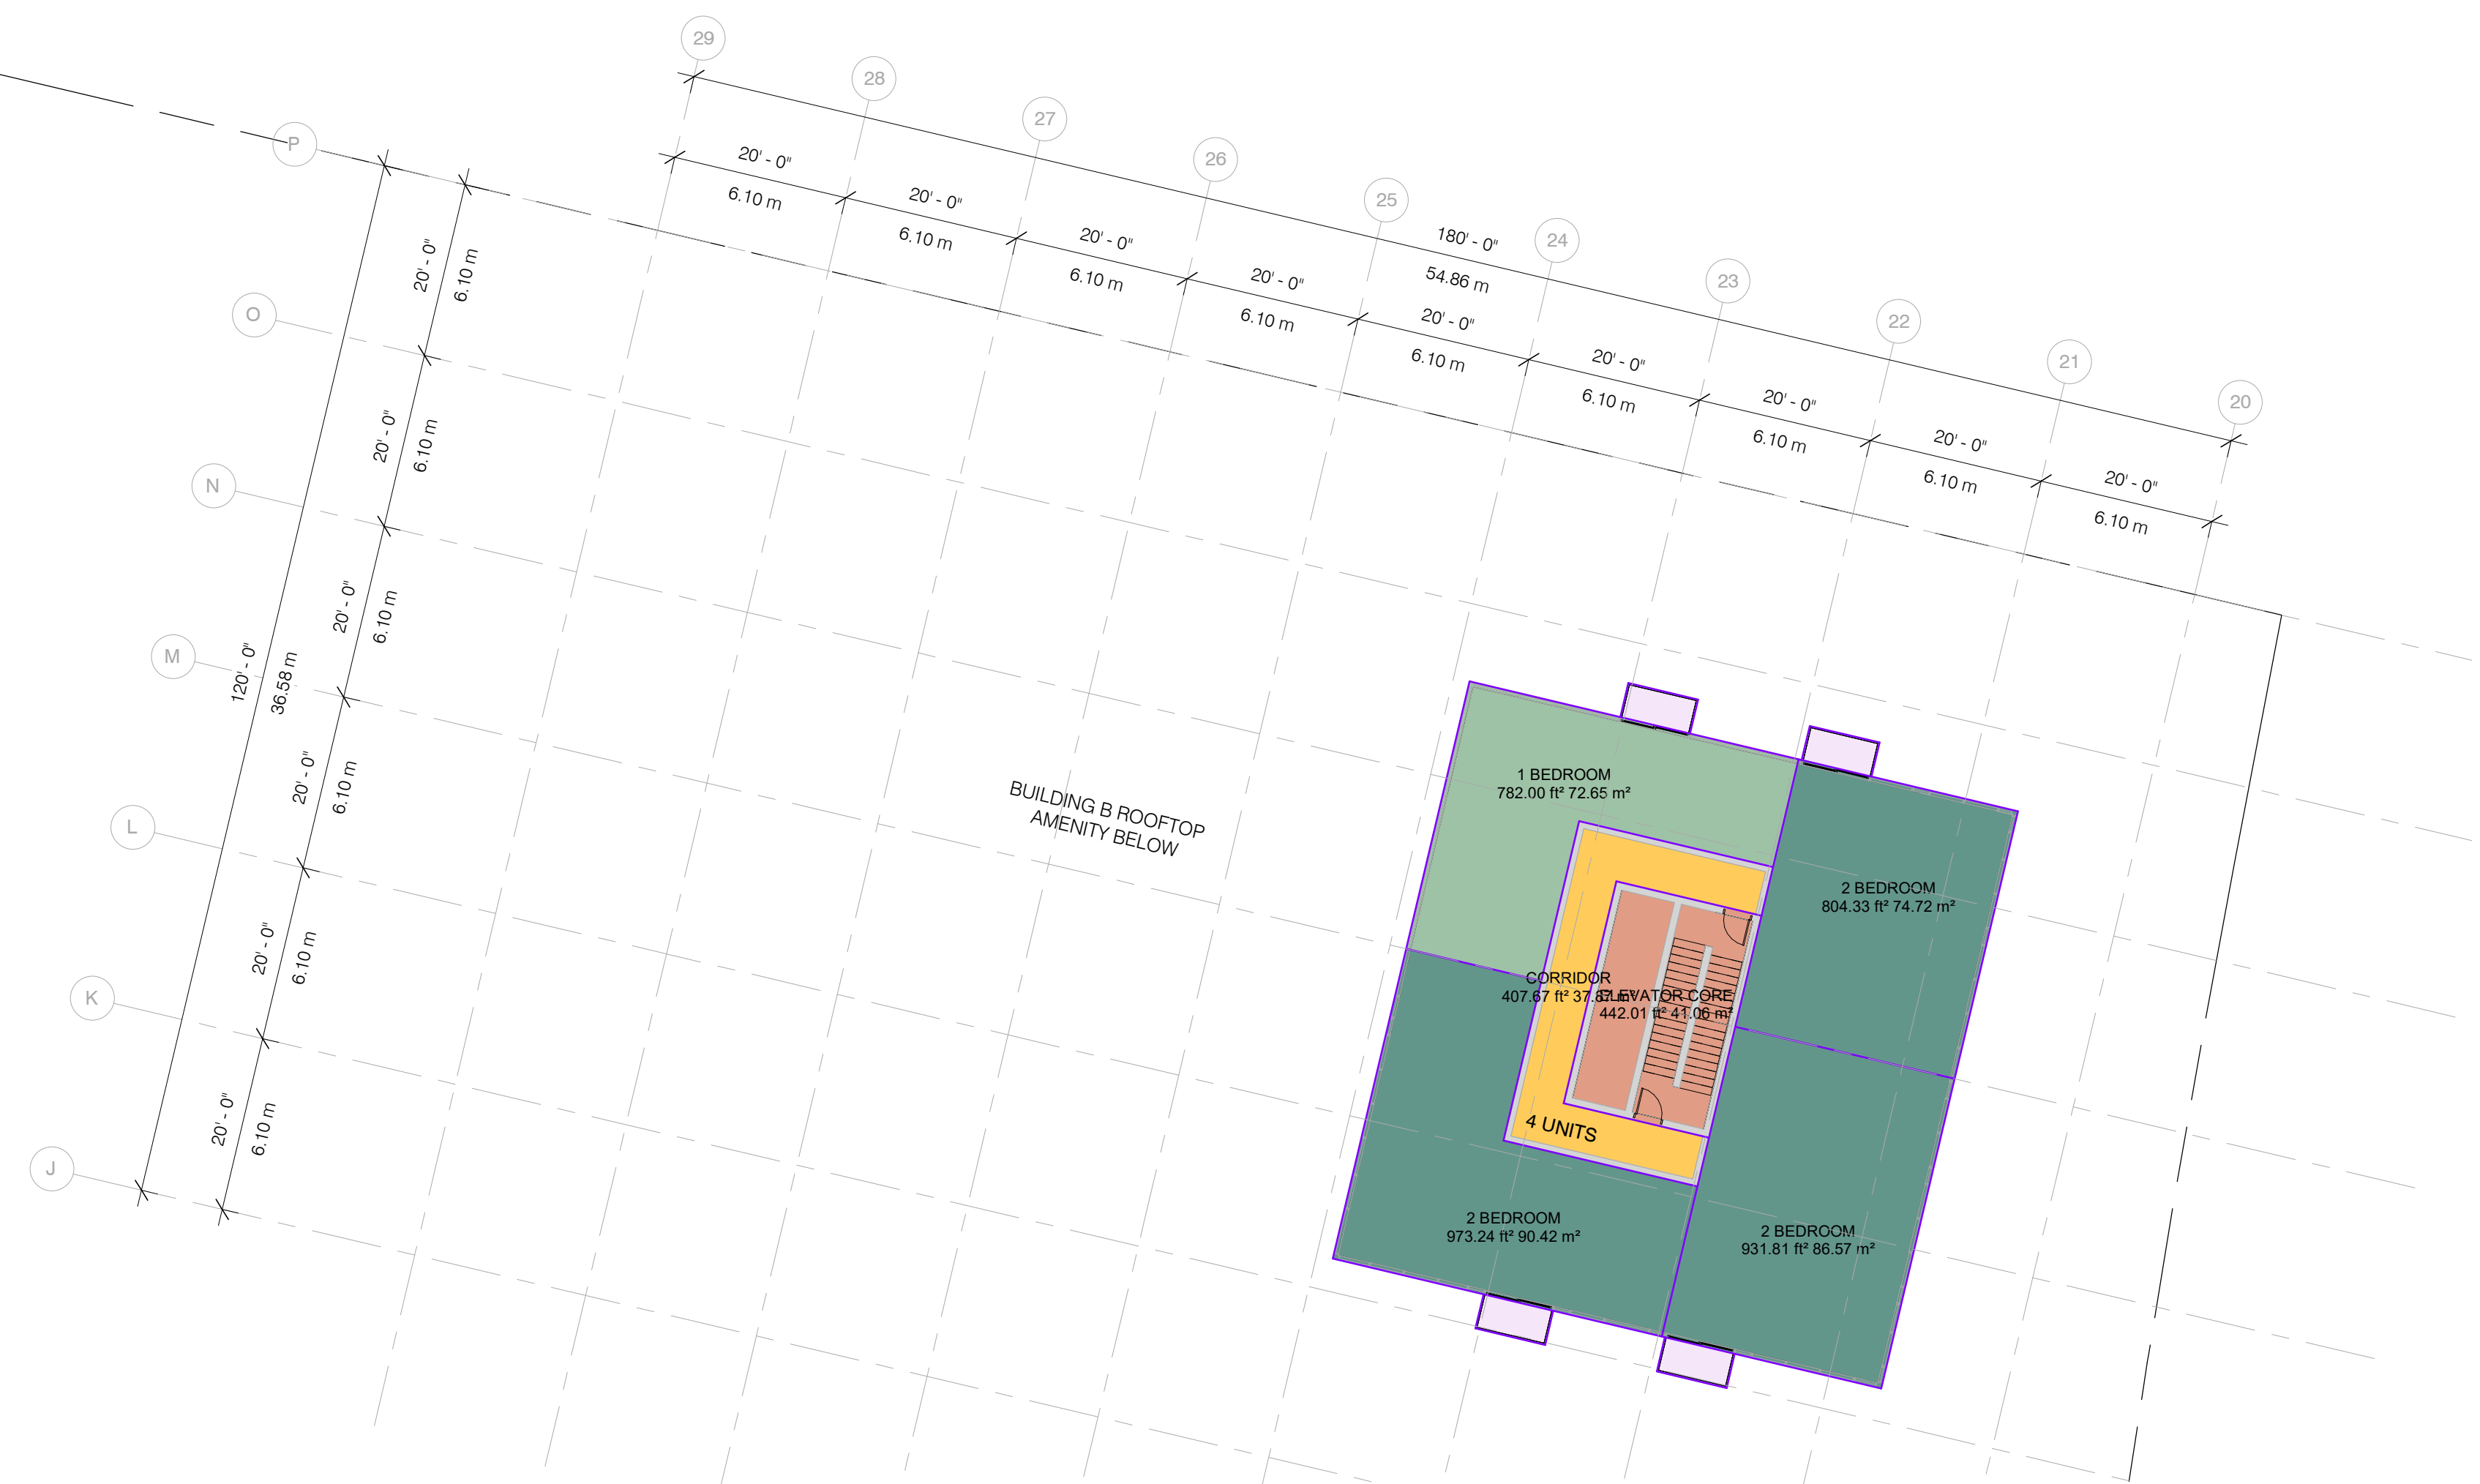 29
28
27
26
25
24
23
22
21
20
P
O
N
M
L
K
J
180' - 0"
54.86 m
20' - 0"
6.10 m
20' - 0"
6.10 m
20' - 0"
6.10 m
20' - 0"
6.10 m
20' - 0"
6.10 m
20' - 0"
6.10 m
20' - 0"
6.10 m
20' - 0"
6.10 m
20' - 0"
6.10 m
120' - 0"
36.58 m
20' - 0"
6.10 m
20' - 0"
6.10 m
20' - 0"
6.10 m
20' - 0"
6.10 m
20' - 0"
6.10 m
20' - 0"
6.10 m
BUILDING B ROOFTOP
AMENITY BELOW
1 BEDROOM
782.00 ft² 72.65 m²
2 BEDROOM
804.33 ft² 74.72 m²
CORRIDOR
407.67 ft² 37.87 m²
ELEVATOR CORE
442.01 ft² 41.06 m²
4 UNITS
2 BEDROOM
973.24 ft² 90.42 m²
2 BEDROOM
931.81 ft² 86.57 m²